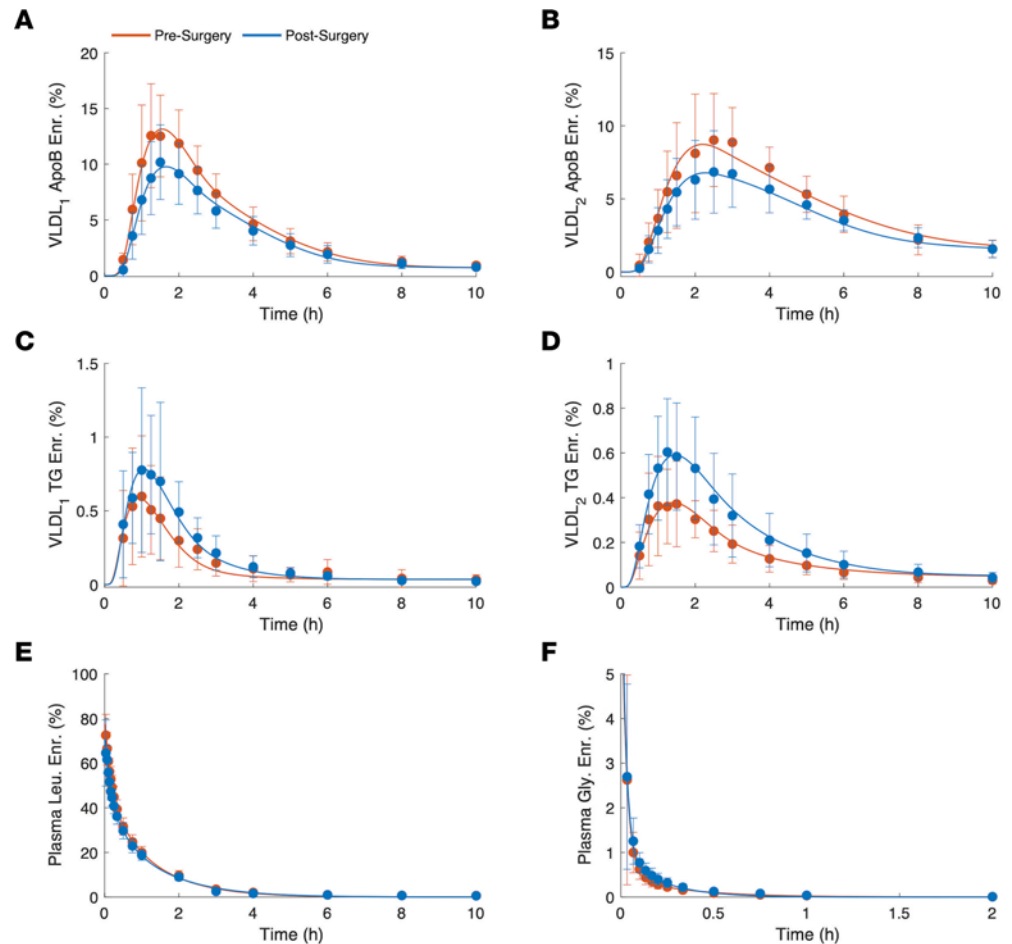 A
B
Pre-Surgery Post-Surgery
VLDL1 ApoB Enr. (%)
20
15
10
5
0
0 2 4 6 8 10
Time (h)
VLDL2 ApoB Enr. (%)
15
10
5
0
0 2 4 6 8 10
Time (h)
C
D
VLDL1 TG Enr. (%)
1.5
1
0.5
0
0 2 4 6 8 10
Time (h)
VLDL2 TG Enr. (%)
1
0.8
0.6
0.4
0.2
0
0 2 4 6 8 10
Time (h)
E
F
Plasma Leu. Enr. (%)
100
80
60
40
20
0
0 2 4 6 8 10
Time (h)
Plasma Gly. Enr. (%)
5
4
3
2
1
0
0 0.5 1 1.5 2
Time (h)